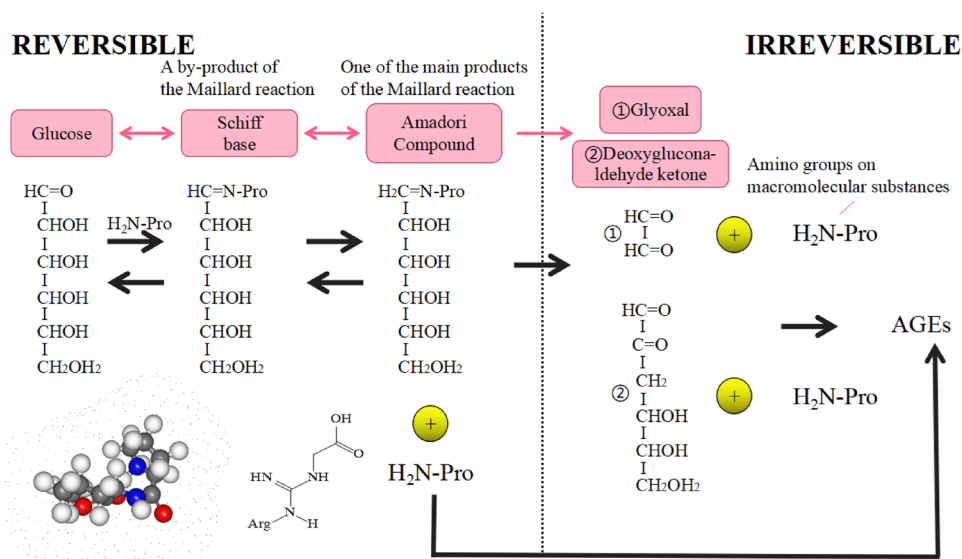 REVERSIBLE
IRREVERSIBLE
A by-product of
the Maillard reaction
One of the main products
of the Maillard reaction
Glucose
Schiff
base
Amadori
Compound
①Glyoxal
②Deoxyglucona-
ldehyde ketone
Amino groups on
macromolecular substances
HC=O
I
CHOH
I
CHOH
I
CHOH
I
CHOH
I
CH2OH2
H2N-Pro
HC=N-Pro
I
CHOH
I
CHOH
I
CHOH
I
CHOH
I
CH2OH2
H2C=N-Pro
I
CHOH
I
CHOH
I
CHOH
I
CHOH
I
CH2OH2
①
HC=O
I
HC=O
+
H2N-Pro
②
HC=O
I
C=O
I
CH2
I
CHOH
I
CHOH
I
CH2OH2
+
H2N-Pro
AGEs
OH
O
HN
NH
Arg
N
H
+
H2N-Pro